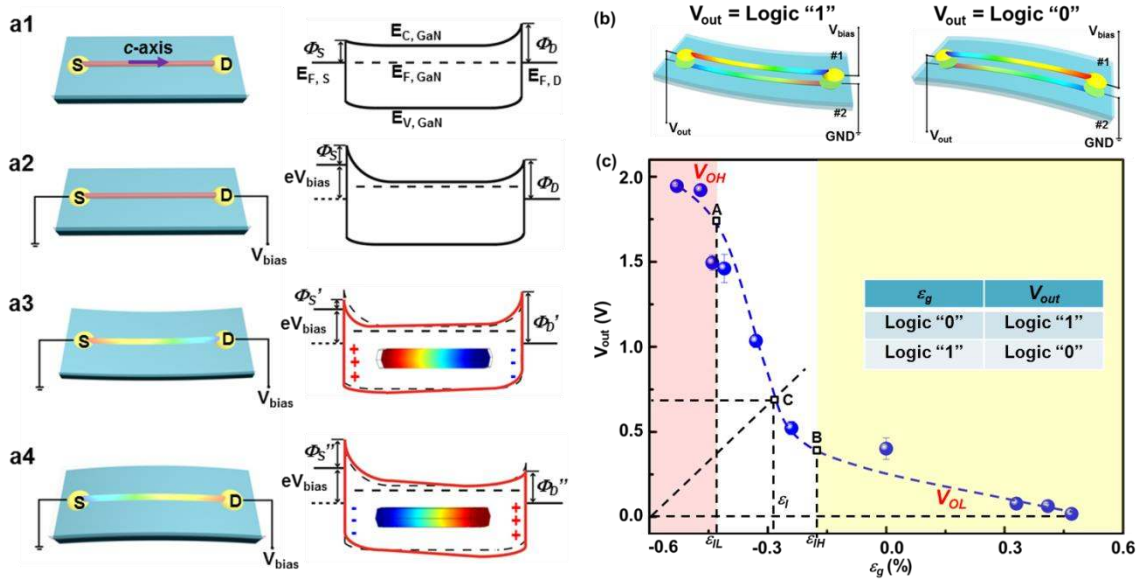 a1
c-axis
S
D
Φ_S
E_C, GaN
Φ_D
E_F, S
E_F, GaN
E_F, D
E_V, GaN
a2
S
D
V_bias
Φ_S
eV_bias
Φ_D
a3
S
D
V_bias
Φ_S'
eV_bias
Φ_D'
+
+
+
-
-
-
a4
S
D
V_bias
Φ_S''
eV_bias
Φ_D''
-
-
-
+
+
+
(b)
V_out = Logic “1”
V_bias
#1
#2
V_out
GND
V_out = Logic “0”
V_bias
#1
#2
V_out
GND
(c)
V_out (V)
2.0
1.5
1.0
0.5
0.0
V_OH
A
C
B
ε_I
V_OL
ε_g V_out
Logic “0” Logic “1”
Logic “1” Logic “0”
-0.6 ε_IL -0.3 ε_IH 0.0 0.3 0.6
ε_g (%)